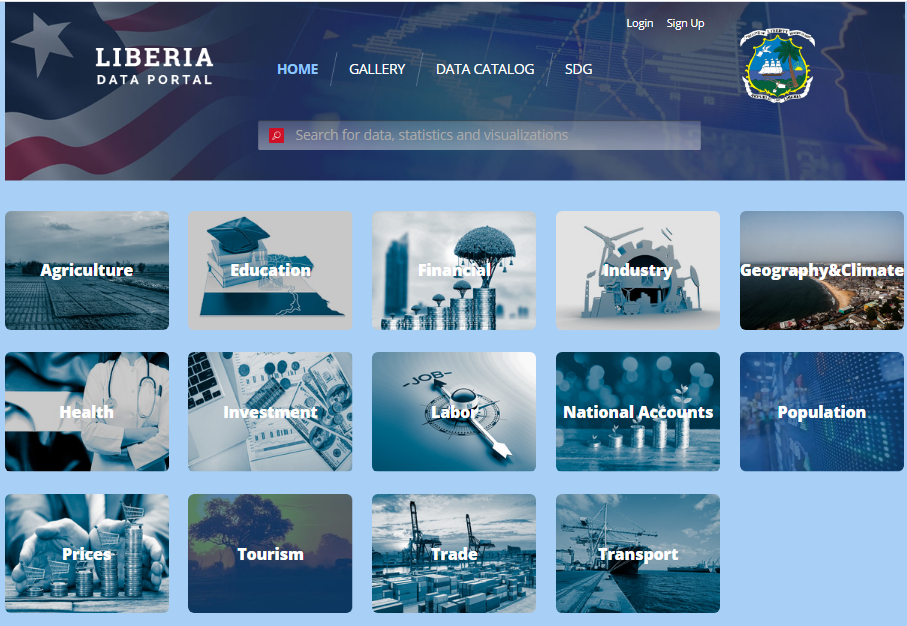 Login Sign Up
LIBERIA
DATA PORTAL
HOME GALLERY DATA CATALOG SDG
Search for data, statistics and visualizations
Agriculture Education Financial Industry Geography&Climate
-JOB-
Health Investment Labor National Accounts Population
Prices Tourism Trade Transport